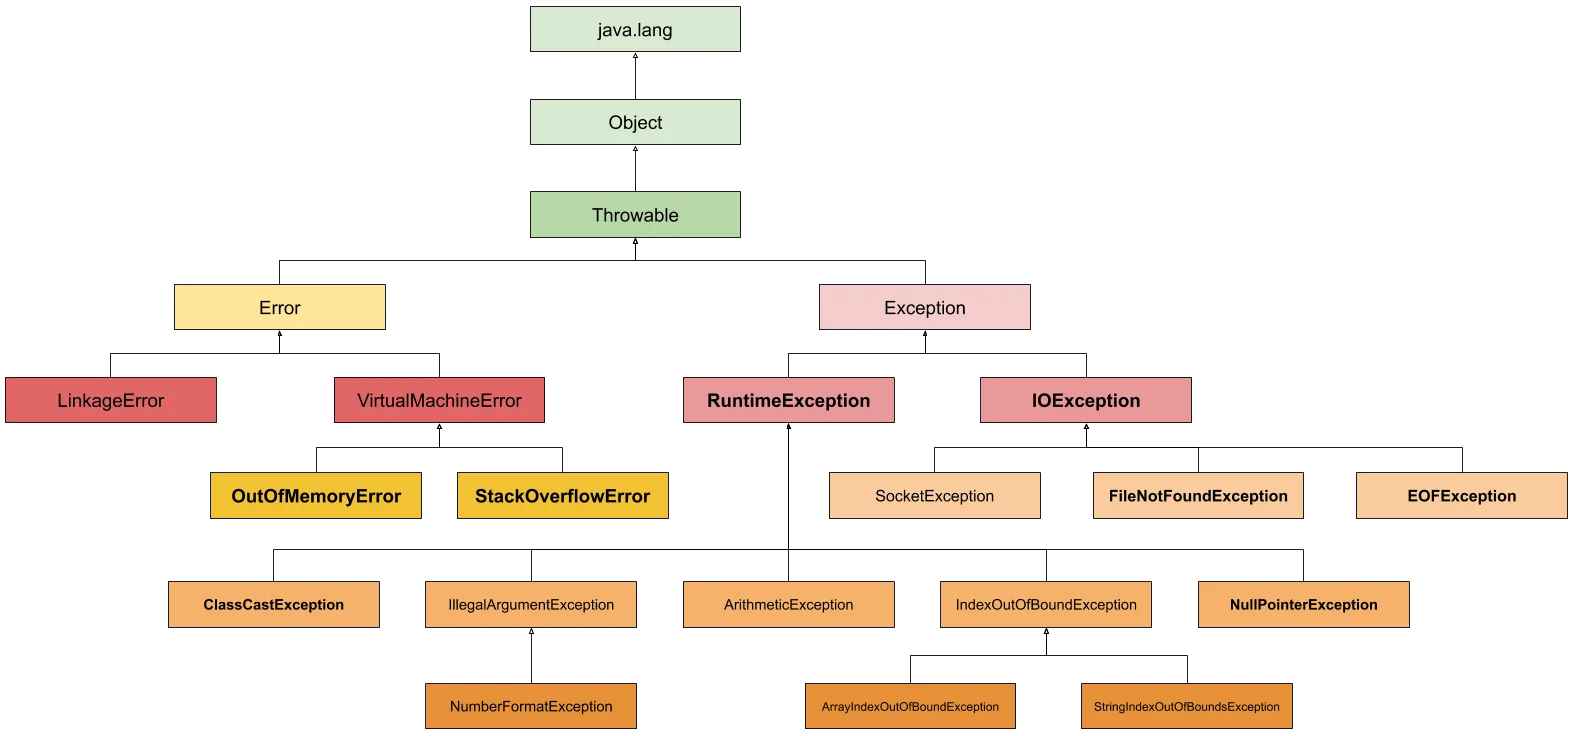 java.lang
Object
Throwable
Error
Exception
LinkageError
VirtualMachineError
RuntimeException
IOException
OutOfMemoryError
StackOverflowError
SocketException
FileNotFoundException
EOFException
ClassCastException
IllegalArgumentException
ArithmeticException
IndexOutOfBoundException
NullPointerException
NumberFormatException
ArrayIndexOutOfBoundException
StringIndexOutOfBoundsException